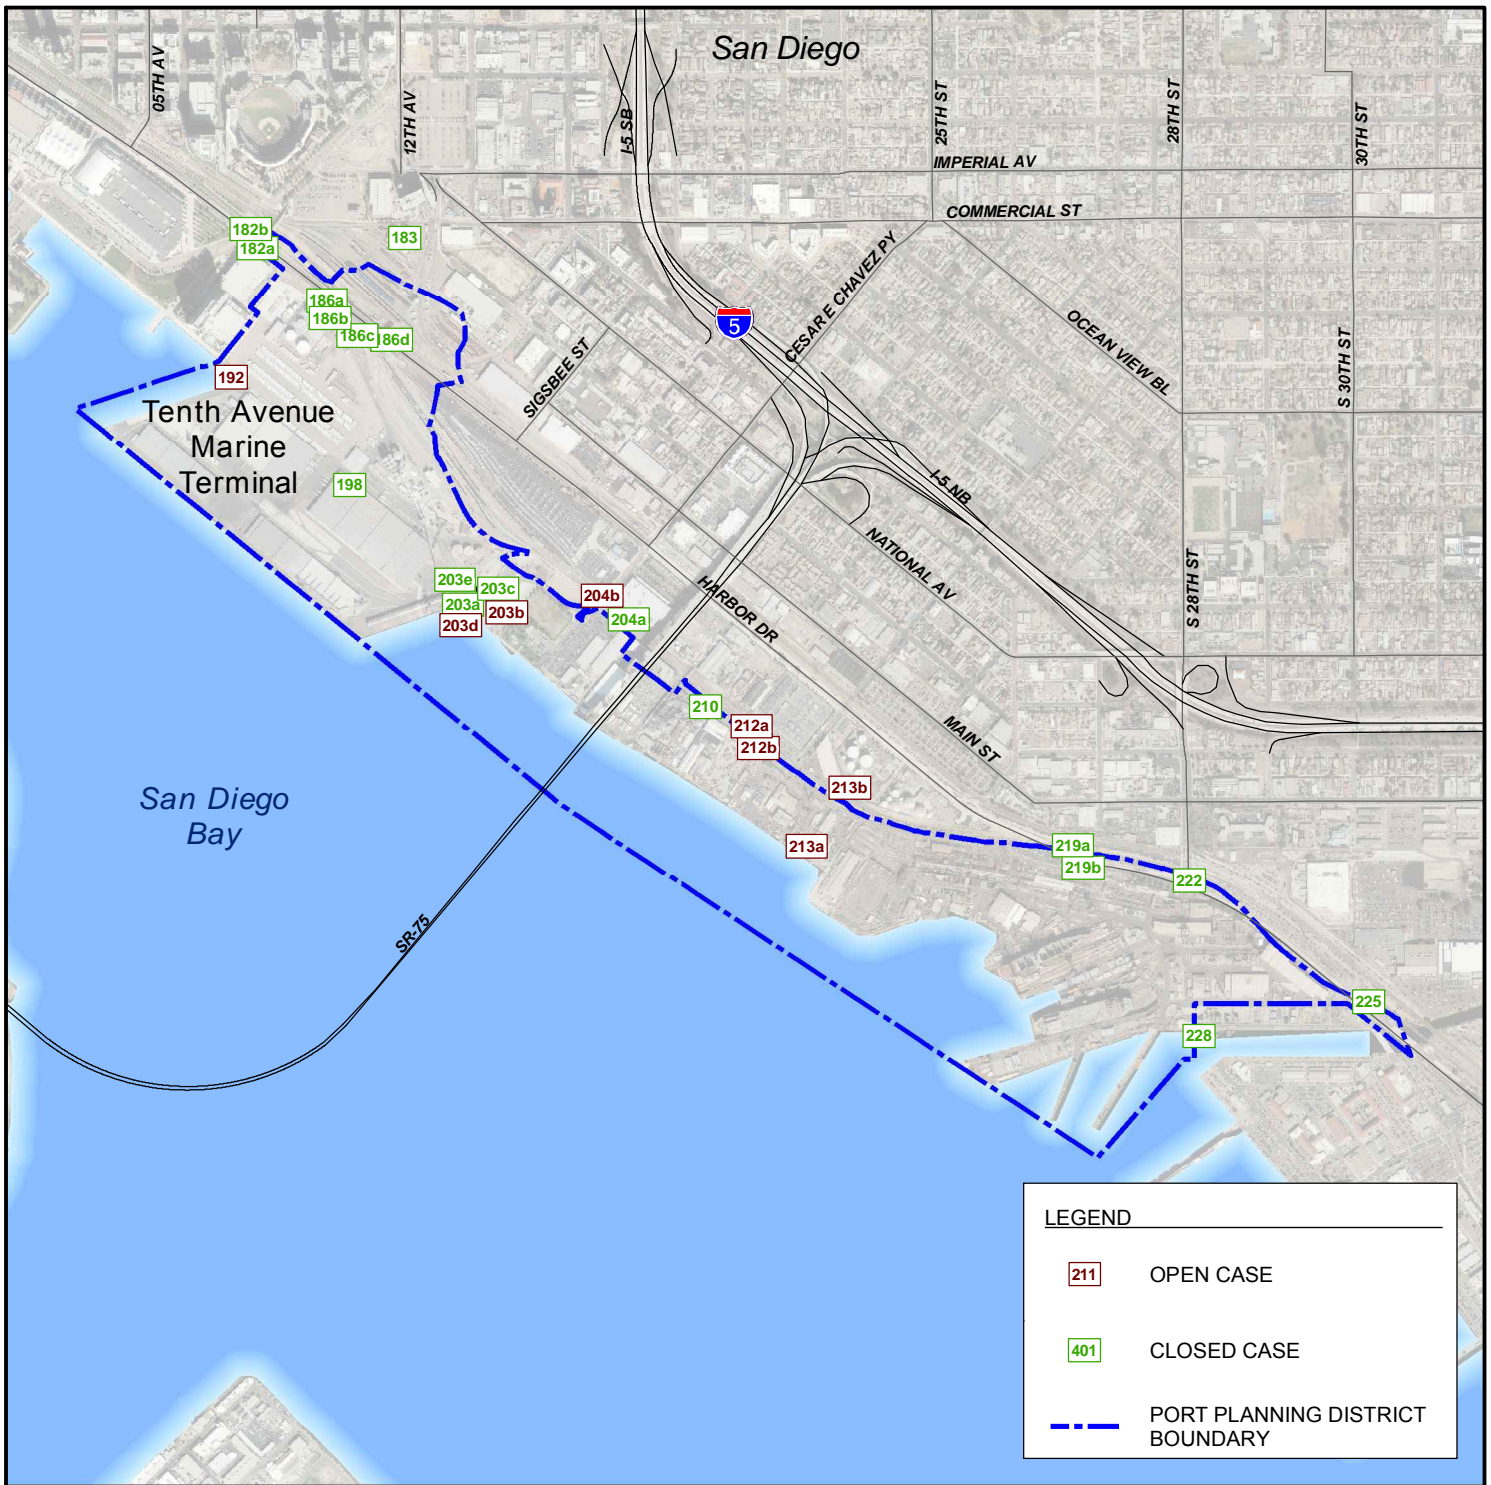 San Diego
05TH AV
12TH AV
I-5 SB
25TH ST
28TH ST
30TH ST
IMPERIAL AV
COMMERCIAL ST
182b
182a
183
CESAR E CHAVEZ PY
186a
186b
186c
186d
5
OCEAN VIEW BL
S 30TH ST
SIGSBEE ST
192
Tenth Avenue
Marine
Terminal
198
I-5 NB
NATIONAL AV
S 28TH ST
HARBOR DR
203e
203c
203a
203b
203d
204b
204a
210
212a
212b
MAIN ST
213b
213a
San Diego
Bay
219a
219b
222
SR-75
225
228
LEGEND
211 OPEN CASE
401 CLOSED CASE
PORT PLANNING DISTRICT
BOUNDARY